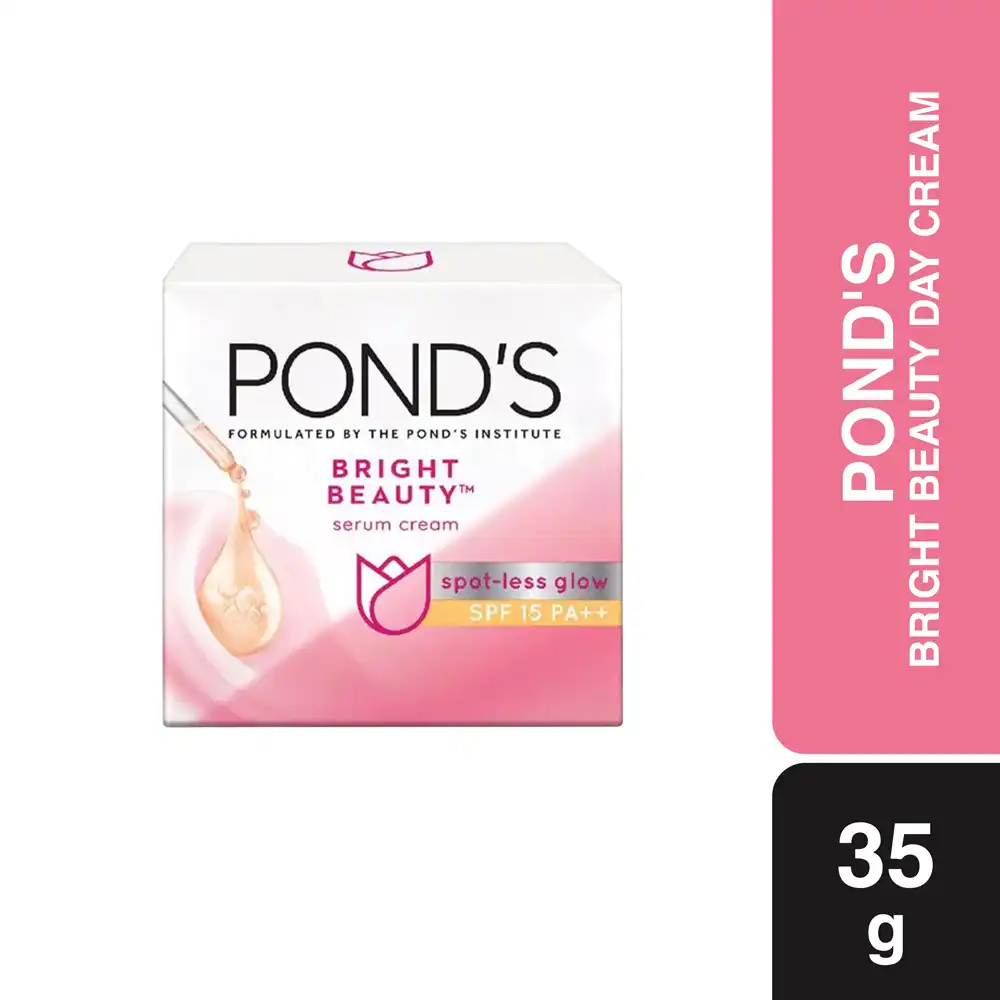 POND'S
FORMULATED BY THE POND'S INSTITUTE
BRIGHT
BEAUTY™
serum cream
spot-less glow
SPF 15 PA++
POND'S
BRIGHT BEAUTY DAY CREAM
35
g